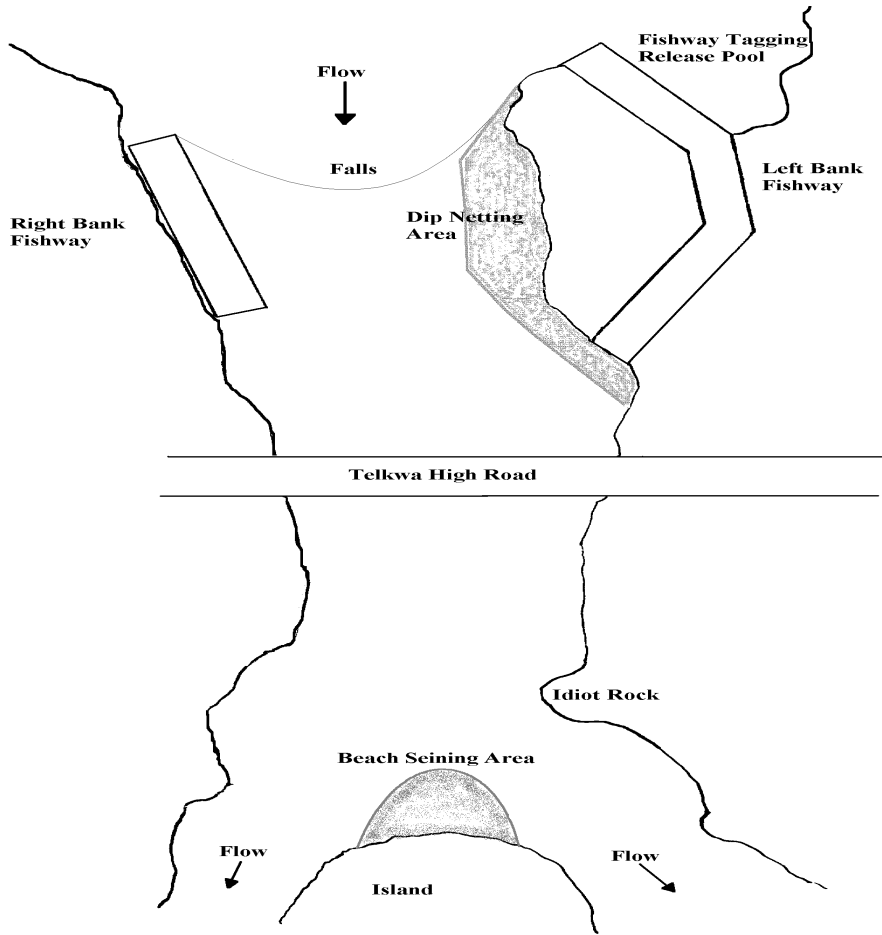 Fishway Tagging
Release Pool
Flow
Falls
Left Bank
Fishway
Right Bank
Fishway
Dip Netting
Area
Telkwa High Road
Idiot Rock
Beach Seining Area
Flow
Flow
Island